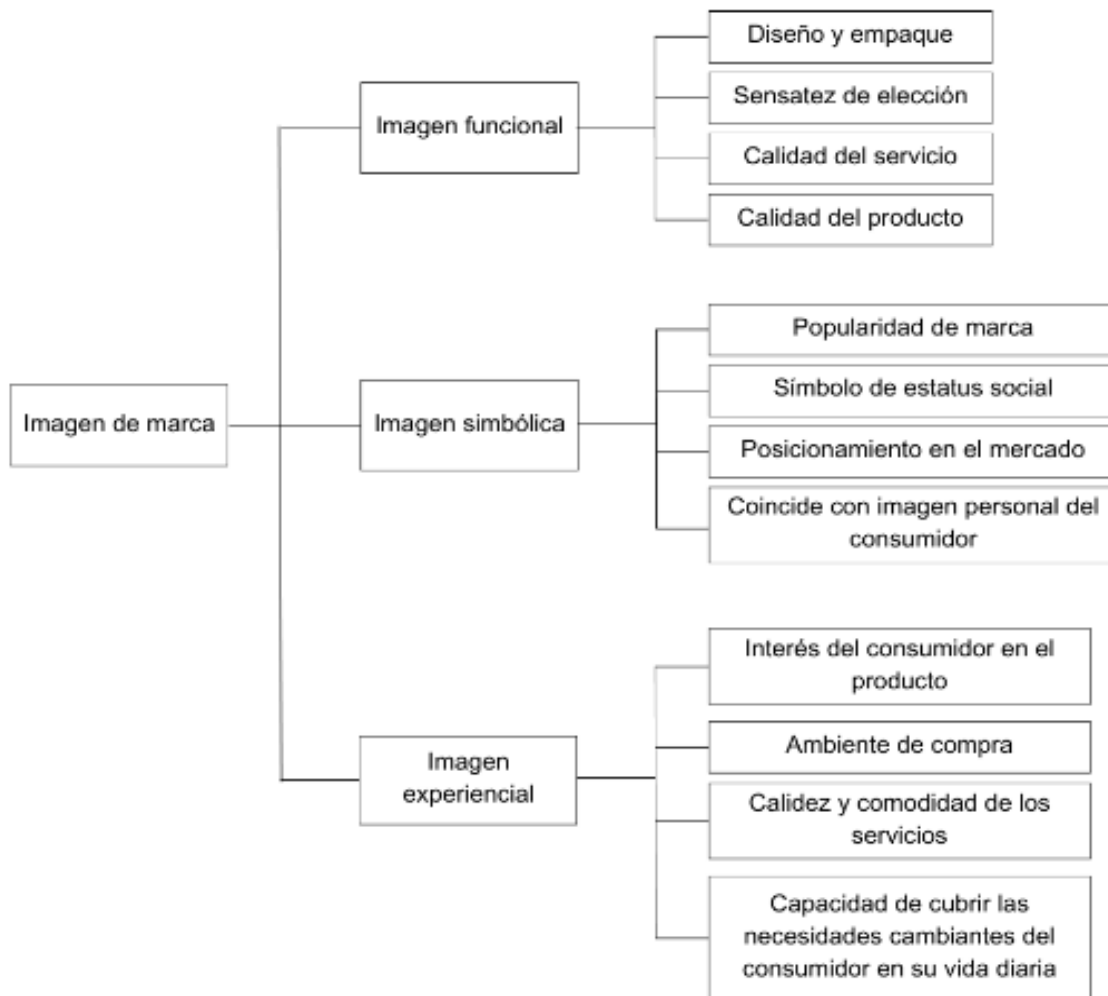 Imagen de marca
Imagen funcional
Diseño y empaque
Sensatez de elección
Calidad del servicio
Calidad del producto
Imagen simbólica
Popularidad de marca
Símbolo de estatus social
Posicionamiento en el mercado
Coincide con imagen personal del
consumidor
Imagen
experiencial
Interés del consumidor en el
producto
Ambiente de compra
Calidez y comodidad de los
servicios
Capacidad de cubrir las
necesidades cambiantes del
consumidor en su vida diaria